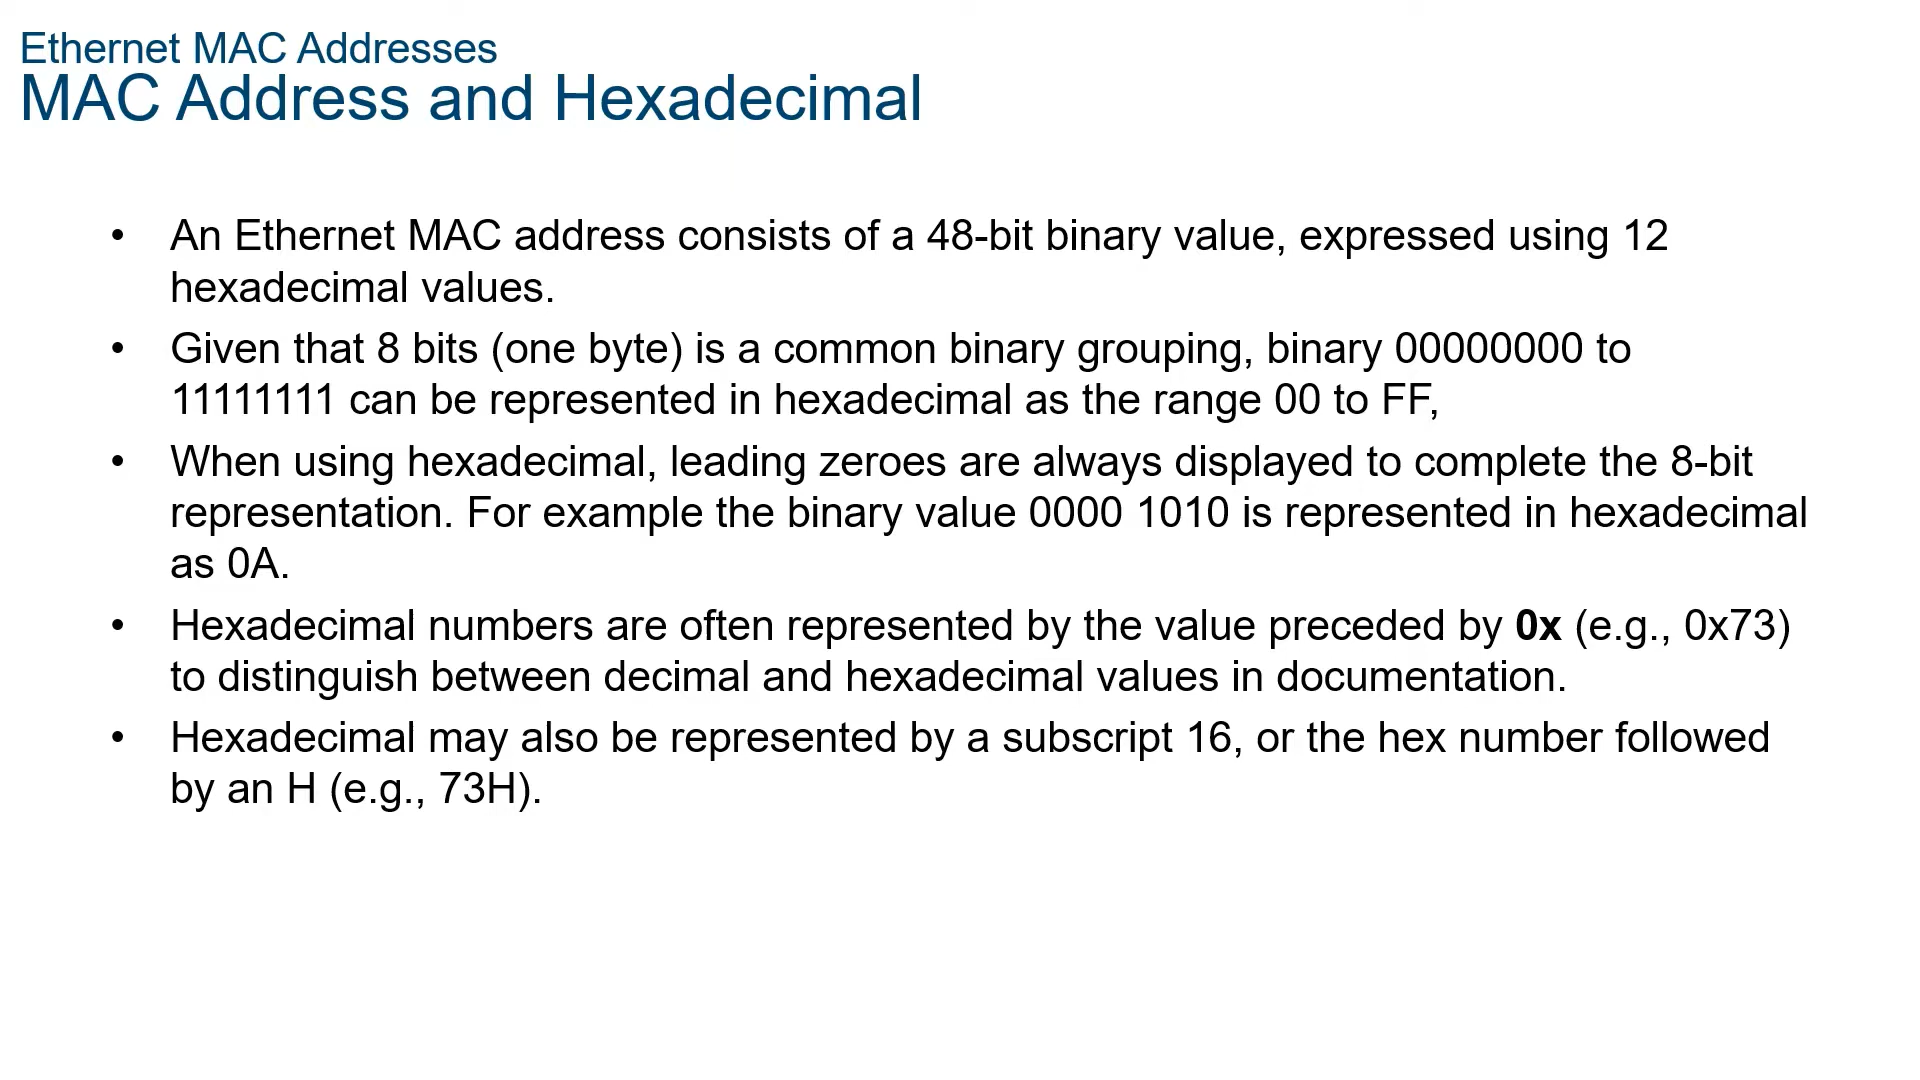 Ethernet MAC Addresses
MAC Address and Hexadecimal
• An Ethernet MAC address consists of a 48-bit binary value, expressed using 12
hexadecimal values.
• Given that 8 bits (one byte) is a common binary grouping, binary 00000000 to
11111111 can be represented in hexadecimal as the range 00 to FF,
• When using hexadecimal, leading zeroes are always displayed to complete the 8-bit
representation. For example the binary value 0000 1010 is represented in hexadecimal
as 0A.
• Hexadecimal numbers are often represented by the value preceded by 0x (e.g., 0x73)
to distinguish between decimal and hexadecimal values in documentation.
• Hexadecimal may also be represented by a subscript 16, or the hex number followed
by an H (e.g., 73H).